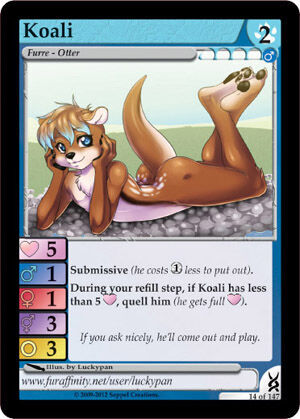 Koali
2
Furre - Otter
5
1
1
3
3
Submissive (he costs 1 less to put out).
During your refill step, if Koali has less
than 5 , quell him (he gets full ).
If you ask nicely, he'll come out and play.
Illus. by Luckypan
www.furaffinity.net/user/luckypan
© 2009-2012 Seppel Creations.
14 of 147